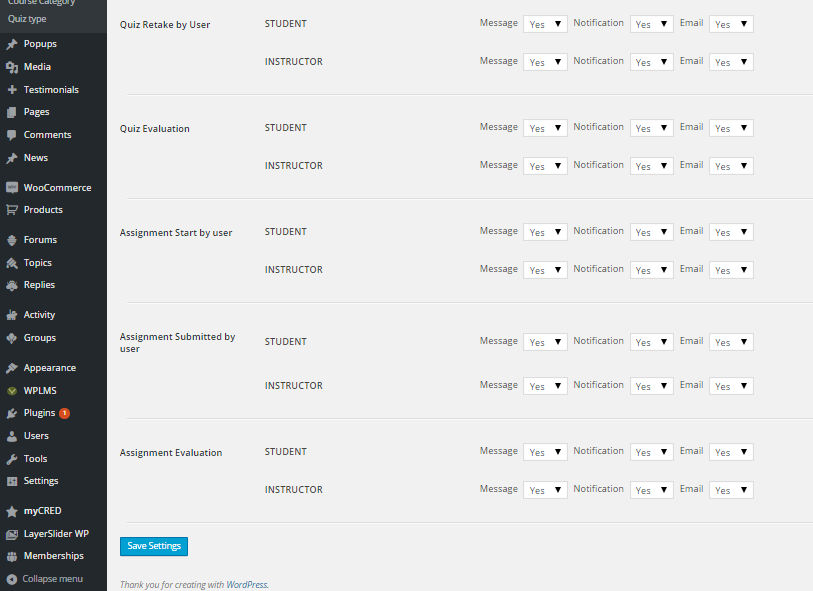 Course Category
Quiz type
Popups
Media
Testimonials
Pages
Comments
News
WooCommerce
Products
Forums
Topics
Replies
Activity
Groups
Appearance
WPLMS
Plugins 1
Users
Tools
Settings
myCRED
LayerSlider WP
Memberships
Collapse menu
Quiz Retake by User STUDENT Message Yes Notification Yes Email Yes
INSTRUCTOR Message Yes Notification Yes Email Yes
Quiz Evaluation STUDENT Message Yes Notification Yes Email Yes
INSTRUCTOR Message Yes Notification Yes Email Yes
Assignment Start by user STUDENT Message Yes Notification Yes Email Yes
INSTRUCTOR Message Yes Notification Yes Email Yes
Assignment Submitted by
user STUDENT Message Yes Notification Yes Email Yes
INSTRUCTOR Message Yes Notification Yes Email Yes
Assignment Evaluation STUDENT Message Yes Notification Yes Email Yes
INSTRUCTOR Message Yes Notification Yes Email Yes
Save Settings
Thank you for creating with WordPress.